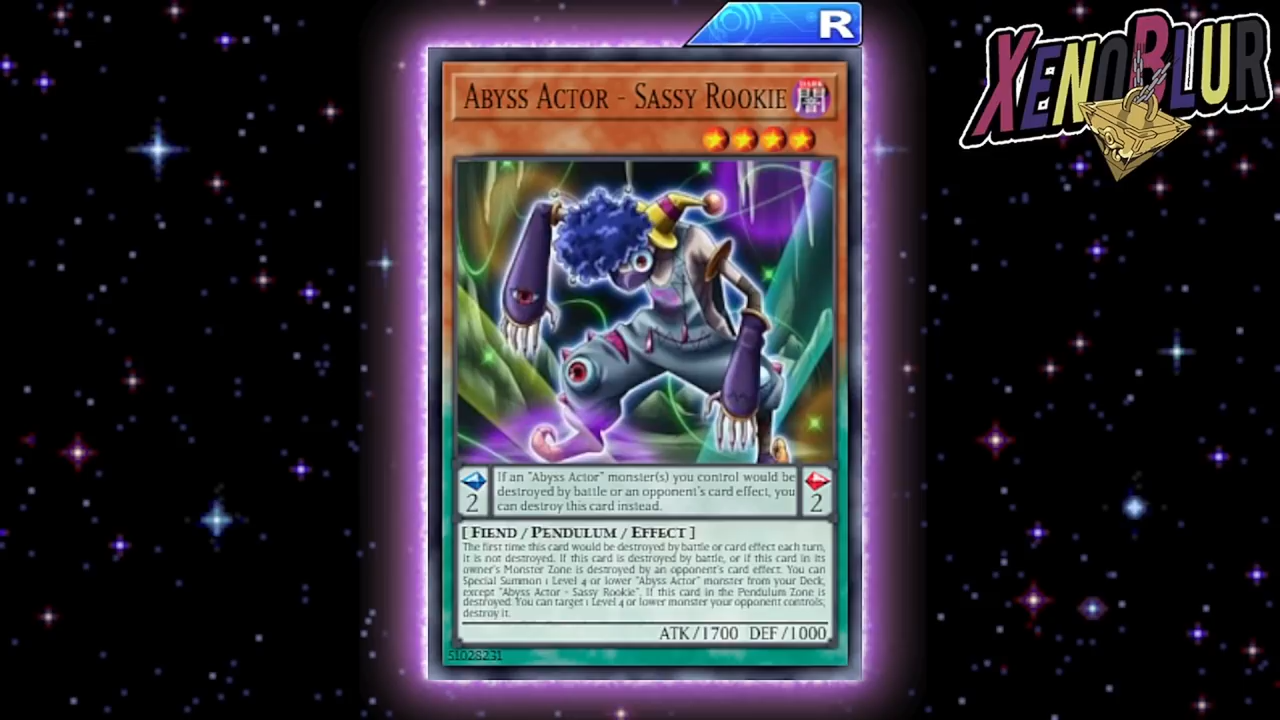 R
XENOBLUR
ABYSS ACTOR - SASSY ROOKIE
DARK
If an "Abyss Actor" monster(s) you control would be
destroyed by battle or an opponent's card effect, you
can destroy this card instead.
2
2
[ FIEND / PENDULUM / EFFECT ]
The first time this card would be destroyed by battle or card effect each turn,
it is not destroyed. If this card is destroyed by battle, or if this card in its
owner's Monster Zone is destroyed by an opponent's card effect: You can
Special Summon 1 Level 4 or lower "Abyss Actor" monster from your Deck,
except "Abyss Actor - Sassy Rookie". If this card in the Pendulum Zone is
destroyed: You can target 1 Level 4 or lower monster your opponent controls;
destroy it.
ATK/1700 DEF/1000
51028231